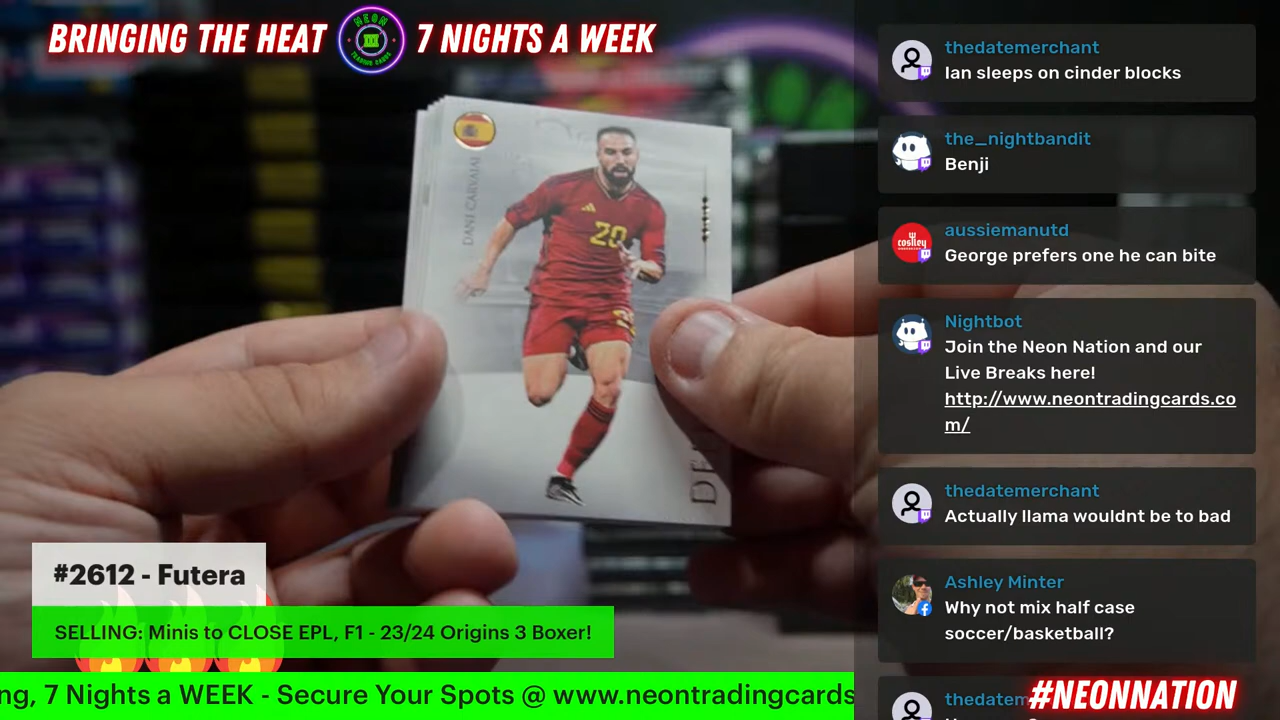 BRINGING THE HEAT
NEON
TRADING CARDS
7 NIGHTS A WEEK
DANI CARVAJAL
20
#2612 - Futera
SELLING: Minis to CLOSE EPL, F1 - 23/24 Origins 3 Boxer!
ng, 7 Nights a WEEK - Secure Your Spots @ www.neontradingcards
thedatemerchant
Ian sleeps on cinder blocks
the_nightbandit
Benji
aussiemanutd
George prefers one he can bite
Nightbot
Join the Neon Nation and our
Live Breaks here!
http://www.neontradingcards.co
m/
thedatemerchant
Actually llama wouldnt be to bad
Ashley Minter
Why not mix half case
soccer/basketball?
thedatem
#NEONNATION